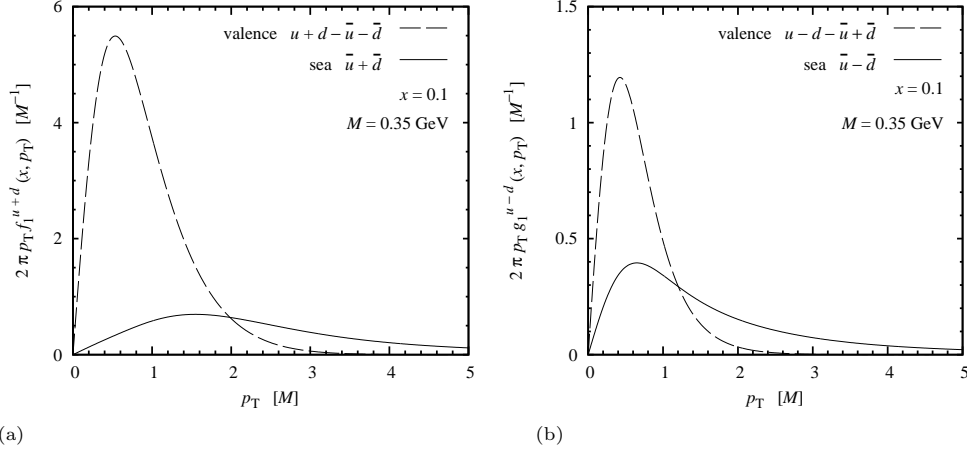 6
4
2
0
0 1 2 3 4 5
2 π p_T f_1^{u+d} (x, p_T) [M^{−1}]
p_T [M]
valence u + d − ū − d̄
sea ū + d̄
x = 0.1
M = 0.35 GeV
(a)
1.5
1
0.5
0
0 1 2 3 4 5
2 π p_T g_1^{u−d} (x, p_T) [M^{−1}]
p_T [M]
valence u − d − ū + d̄
sea ū − d̄
x = 0.1
M = 0.35 GeV
(b)